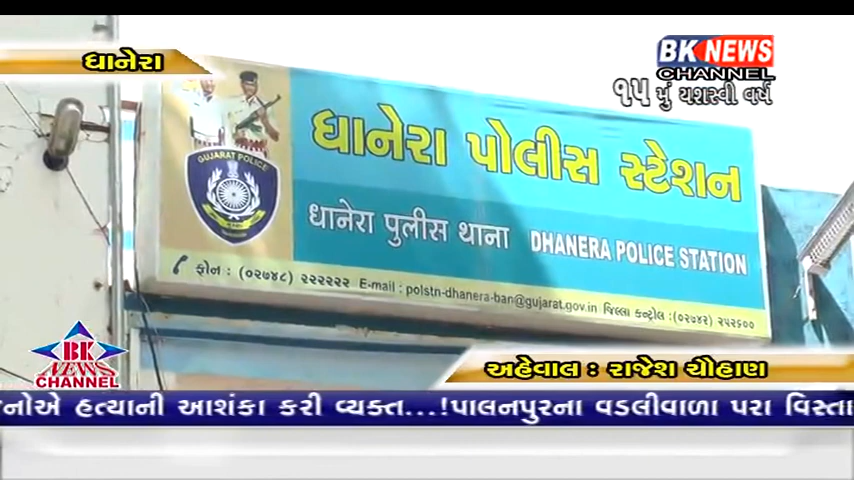 ધાનેરા
BK NEWS
CHANNEL
૧૫ મું યશસ્વી વર્ષ
ધાનેરા પોલીસ સ્ટેશન
GUJARAT POLICE
धानेरा पुलीस थाना DHANERA POLICE STATION
ફોન : (૦૨૭૪૮) ૨૨૨૨૨૨ E-mail : polstn-dhanera-ban@gujarat.gov.in જિલ્લા કન્ટ્રોલ : (૦૨૭૪૨) ૨૫૨૬૦૦
BK
NEWS
CHANNEL
અહેવાલ : રાજેશ ચૌહાણ
નોએ હત્યાની આશંકા કરી વ્યક્ત...!પાલનપુરના વડલીવાળા પરા વિસ્તા